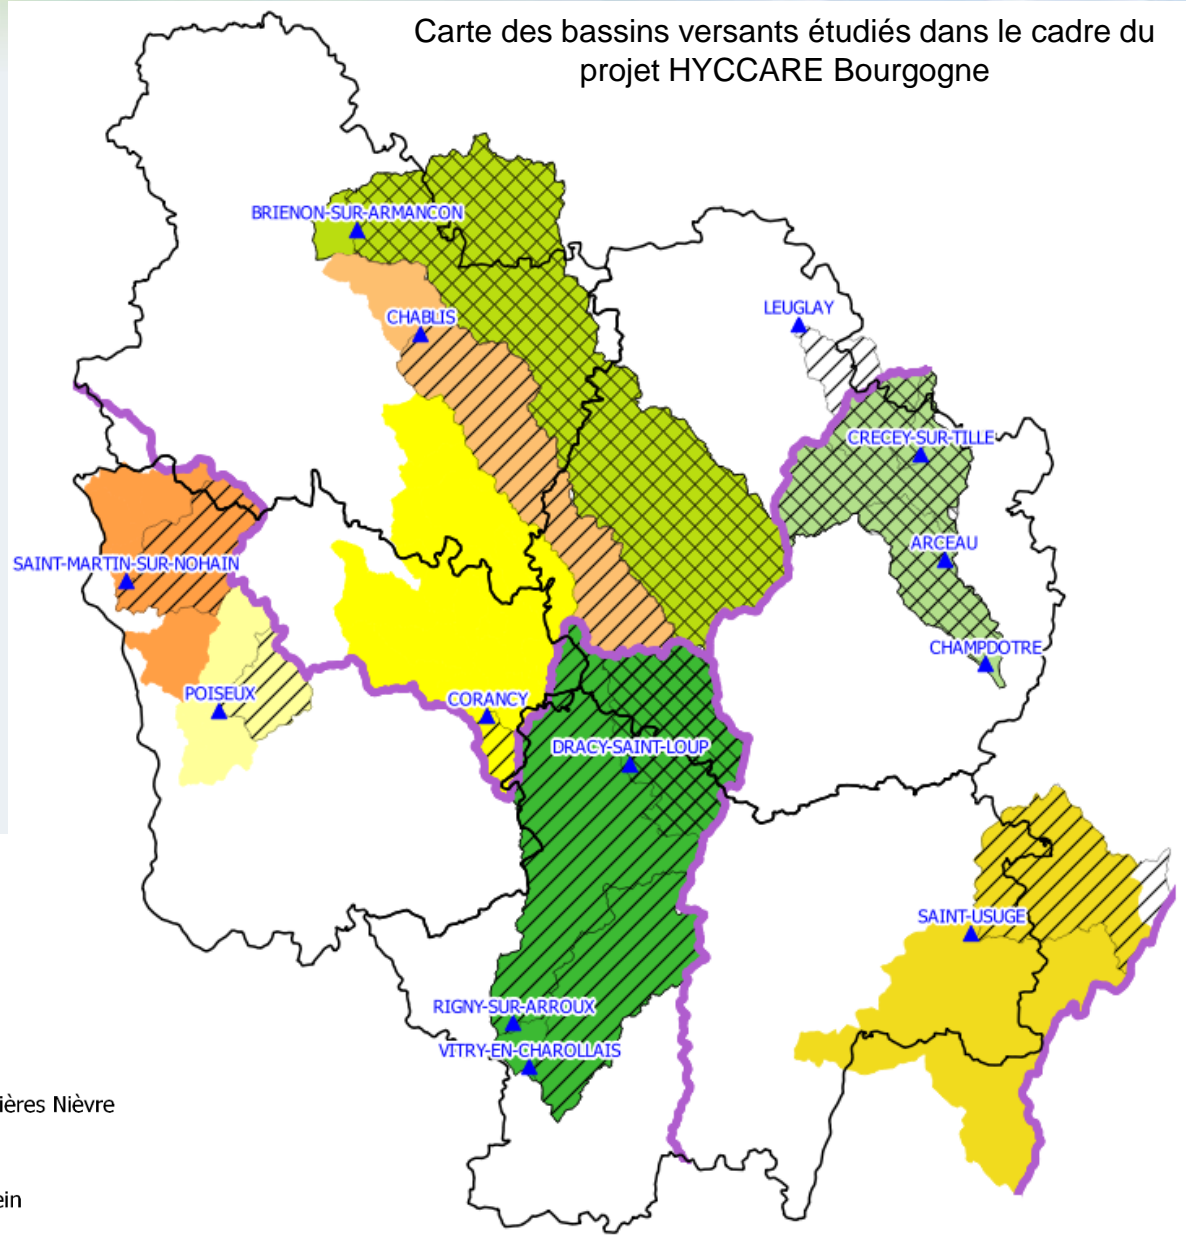 Carte des bassins versants étudiés dans le cadre du
projet HYCCARE Bourgogne
BRIENON-SUR-ARMANCON
LEUGLAY
CHABLIS
CRECEY-SUR-TILLE
ARCEAU
SAINT-MARTIN-SUR-NOHAIN
CHAMPDOTRE
POISEUX
CORANCY
DRACY-SAINT-LOUP
SAINT-USUGE
RIGNY-SUR-ARROUX
VITRY-EN-CHAROLLAIS
ières Nièvre
ein